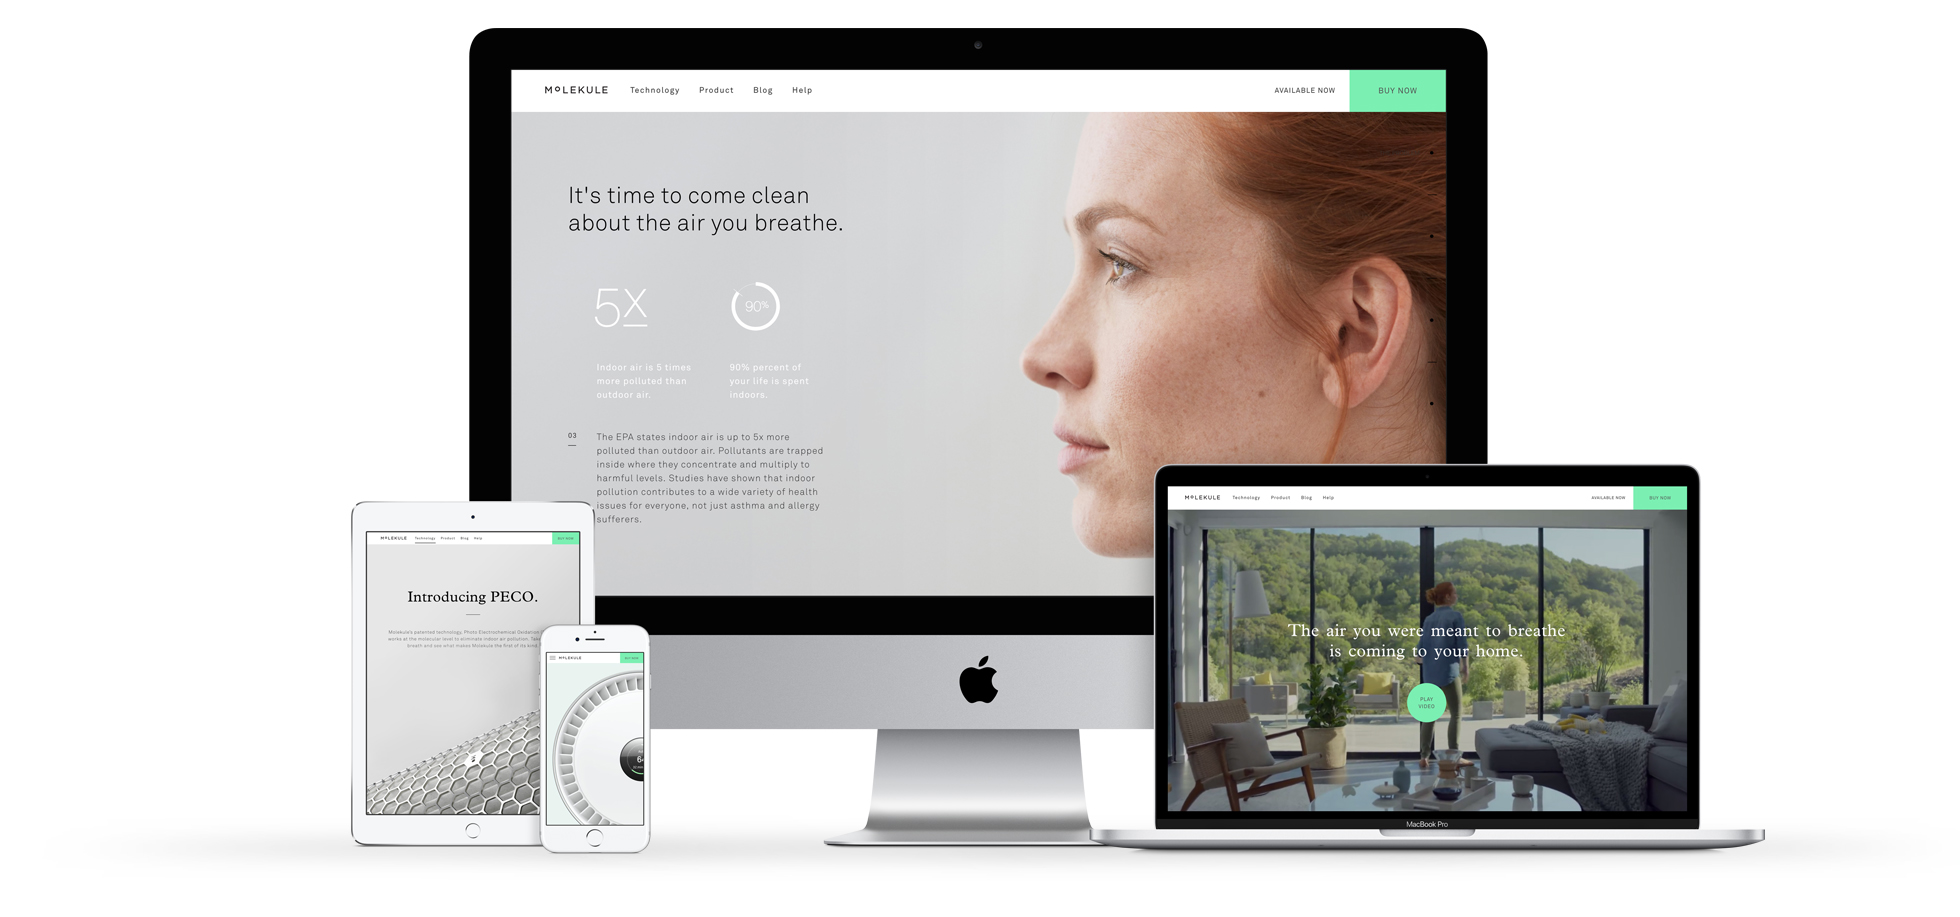 MOLEKULE Technology Product Blog Help AVAILABLE NOW BUY NOW
It's time to come clean
about the air you breathe.
5X
90%
Indoor air is 5 times
more polluted than
outdoor air.
90% percent of
your life is spent
indoors.
03
The EPA states indoor air is up to 5x more
polluted than outdoor air. Pollutants are trapped
inside where they concentrate and multiply to
harmful levels. Studies have shown that indoor
pollution contributes to a wide variety of health
issues for everyone, not just asthma and allergy
sufferers.
MOLEKULE Technology Product Blog Help BUY NOW
Introducing PECO.
Molekule's patented technology, Photo Electrochemical Oxidation
works at the molecular level to eliminate indoor air pollution. Take
breath and see what makes Molekule the first of its kind.
MOLEKULE BUY NOW
MOLEKULE Technology Product Blog Help AVAILABLE NOW BUY NOW
The air you were meant to breathe
is coming to your home.
PLAY
VIDEO
MacBook Pro